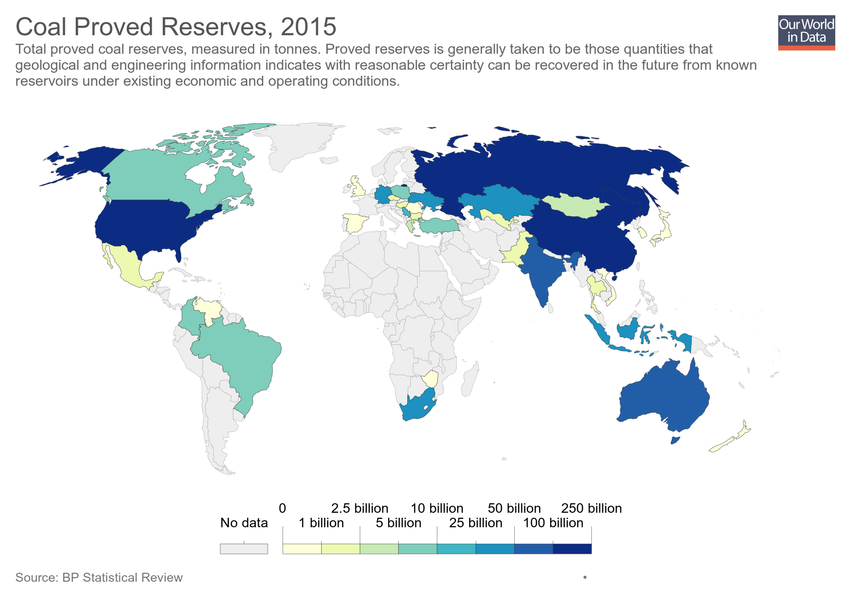 Coal Proved Reserves, 2015
Our World
in Data
Total proved coal reserves, measured in tonnes. Proved reserves is generally taken to be those quantities that
geological and engineering information indicates with reasonable certainty can be recovered in the future from known
reservoirs under existing economic and operating conditions.
0 2.5 billion 10 billion 50 billion 250 billion
No data 1 billion 5 billion 25 billion 100 billion
Source: BP Statistical Review